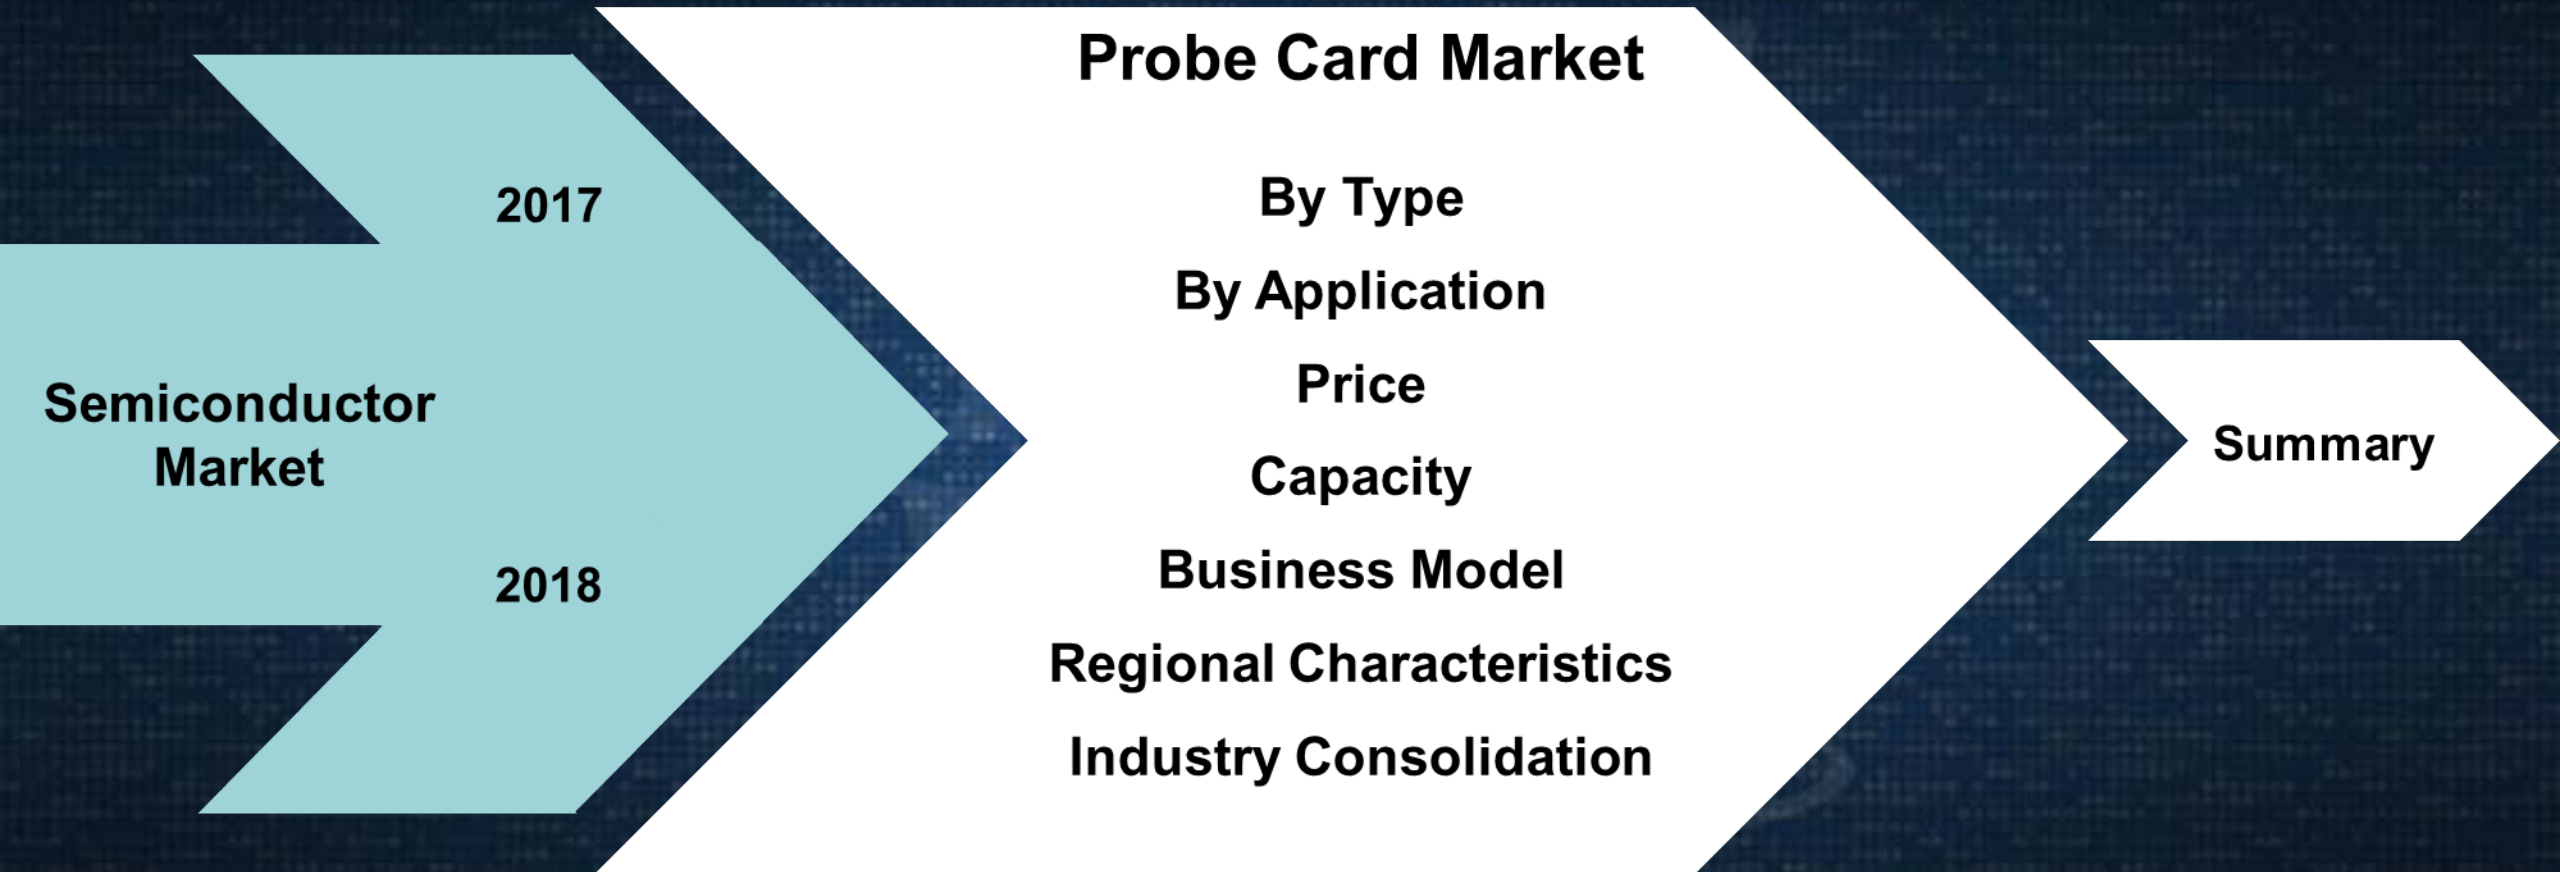 2017
Semiconductor
Market
2018
Probe Card Market
By Type
By Application
Price
Capacity
Business Model
Regional Characteristics
Industry Consolidation
Summary